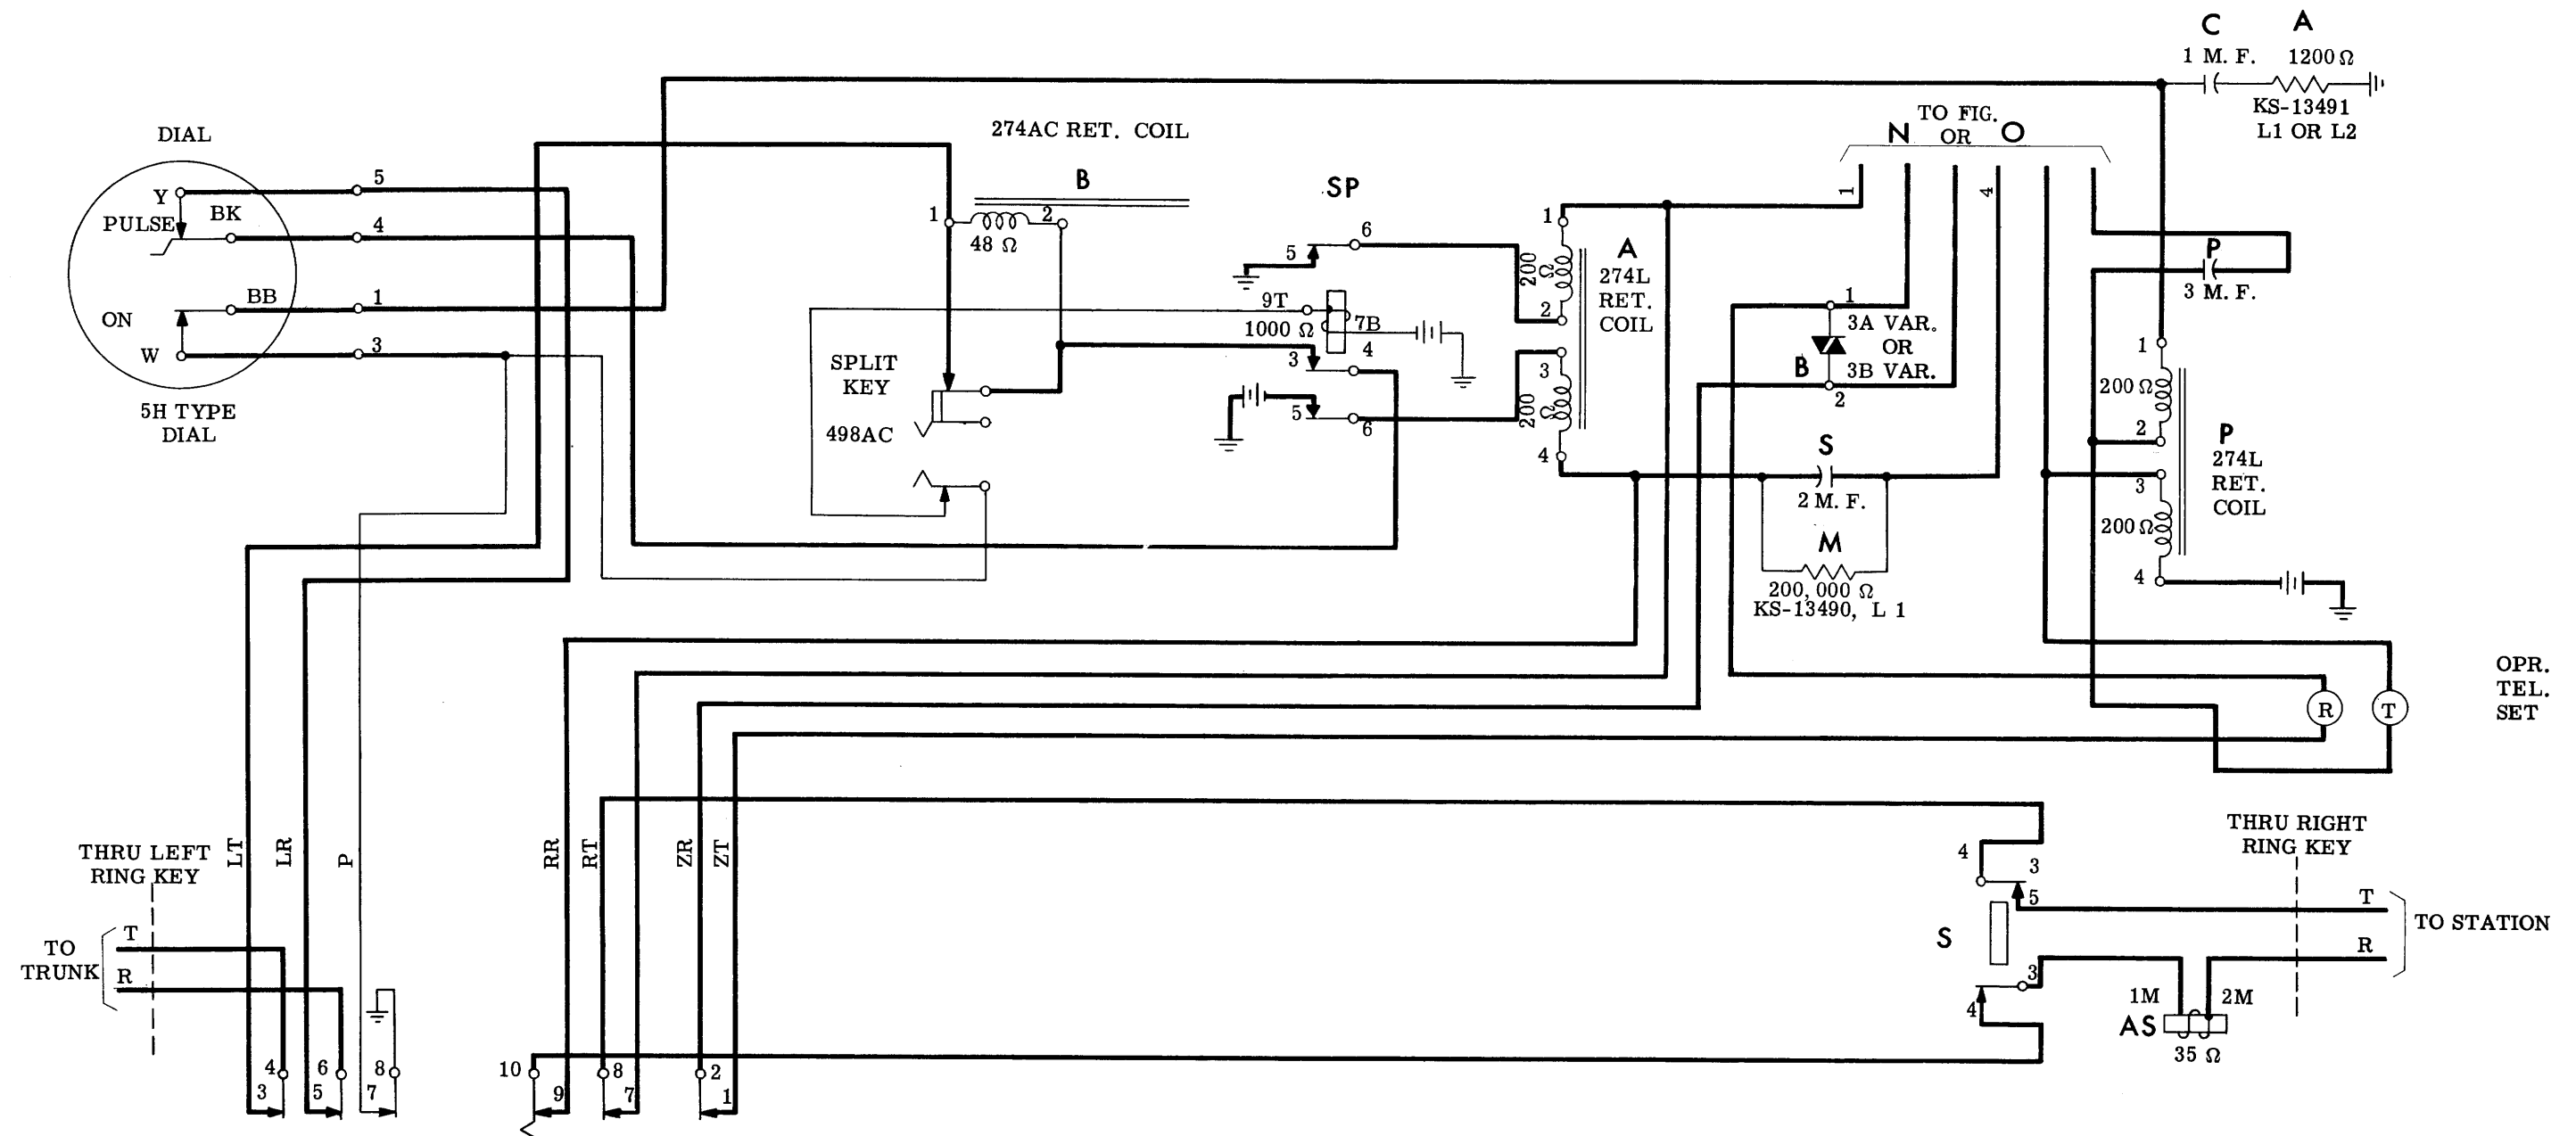 C A
1 M. F. 1200 Ω
KS-13491
L1 OR L2
TO FIG.
N OR O
DIAL
274AC RET. COIL
B
SP
Y
PULSE
BK
5
4
BB
1
ON
W
3
5H TYPE
DIAL
1
2
48 Ω
SPLIT
KEY
498AC
6
5
9T
1000 Ω
7B
3
4
5
6
1
200 Ω
2
3
200 Ω
4
A
274L
RET.
COIL
1
4
1
3A VAR.
OR
B
3B VAR.
2
S
2 M. F.
M
200,000 Ω
KS-13490, L 1
P
3 M. F.
1
200 Ω
2
3
200 Ω
4
P
274L
RET.
COIL
OPR.
TEL.
SET
R
T
THRU LEFT
RING KEY
LT
LR
P
RR
RT
ZR
ZT
TO
TRUNK
T
R
4
3
6
5
8
7
10
9
8
7
2
1
THRU RIGHT
RING KEY
4
3
5
T
TO STATION
S
R
3
4
1M
2M
AS
35 Ω